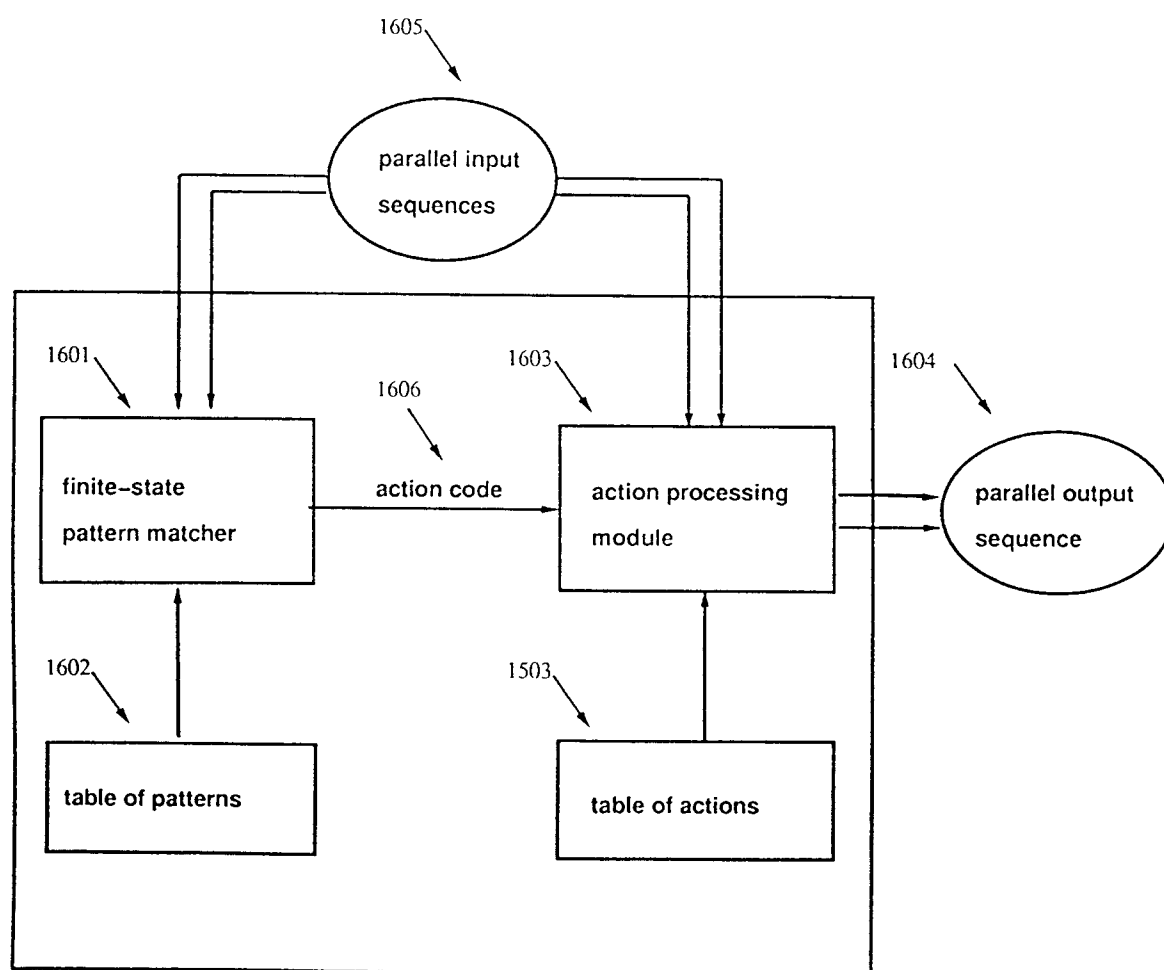 1605
parallel input
sequences
1601
1603
1604
1606
finite-state
pattern matcher
action code
action processing
module
parallel output
sequence
1602
1503
table of patterns
table of actions